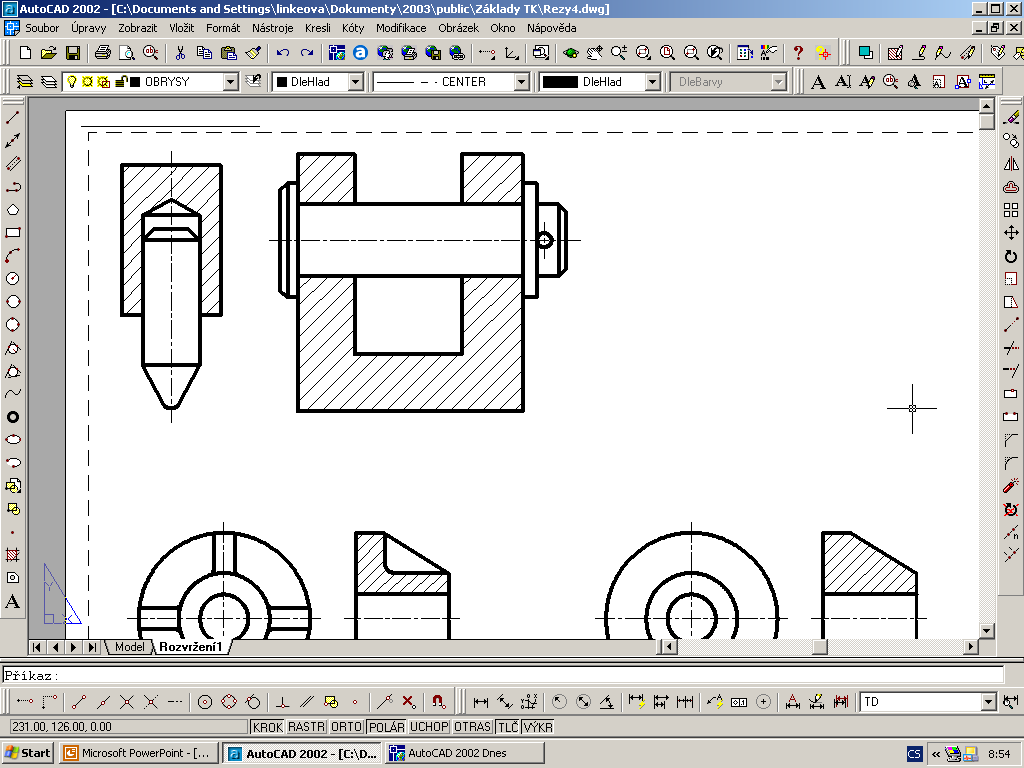 AutoCAD 2002 - [C:\Documents and Settings\linkeova\Dokumenty\2003\public\Základy TK\Rezy4.dwg]
Soubor Úpravy Zobrazit Vložit Formát Nástroje Kresli Kóty Modifikace Obrázek Okno Nápověda
OBRYSY DleHlad CENTER DleHlad DleBarvy
Y
X
Model Rozvržení1
Příkaz:
TD
231.00, 126.00, 0.00 KROK RASTR ORTO POLÁR UCHOP OTRAS TLČ VÝKR
Start Microsoft PowerPoint - [... AutoCAD 2002 - [C:\D... AutoCAD 2002 Dnes CS « 8:54